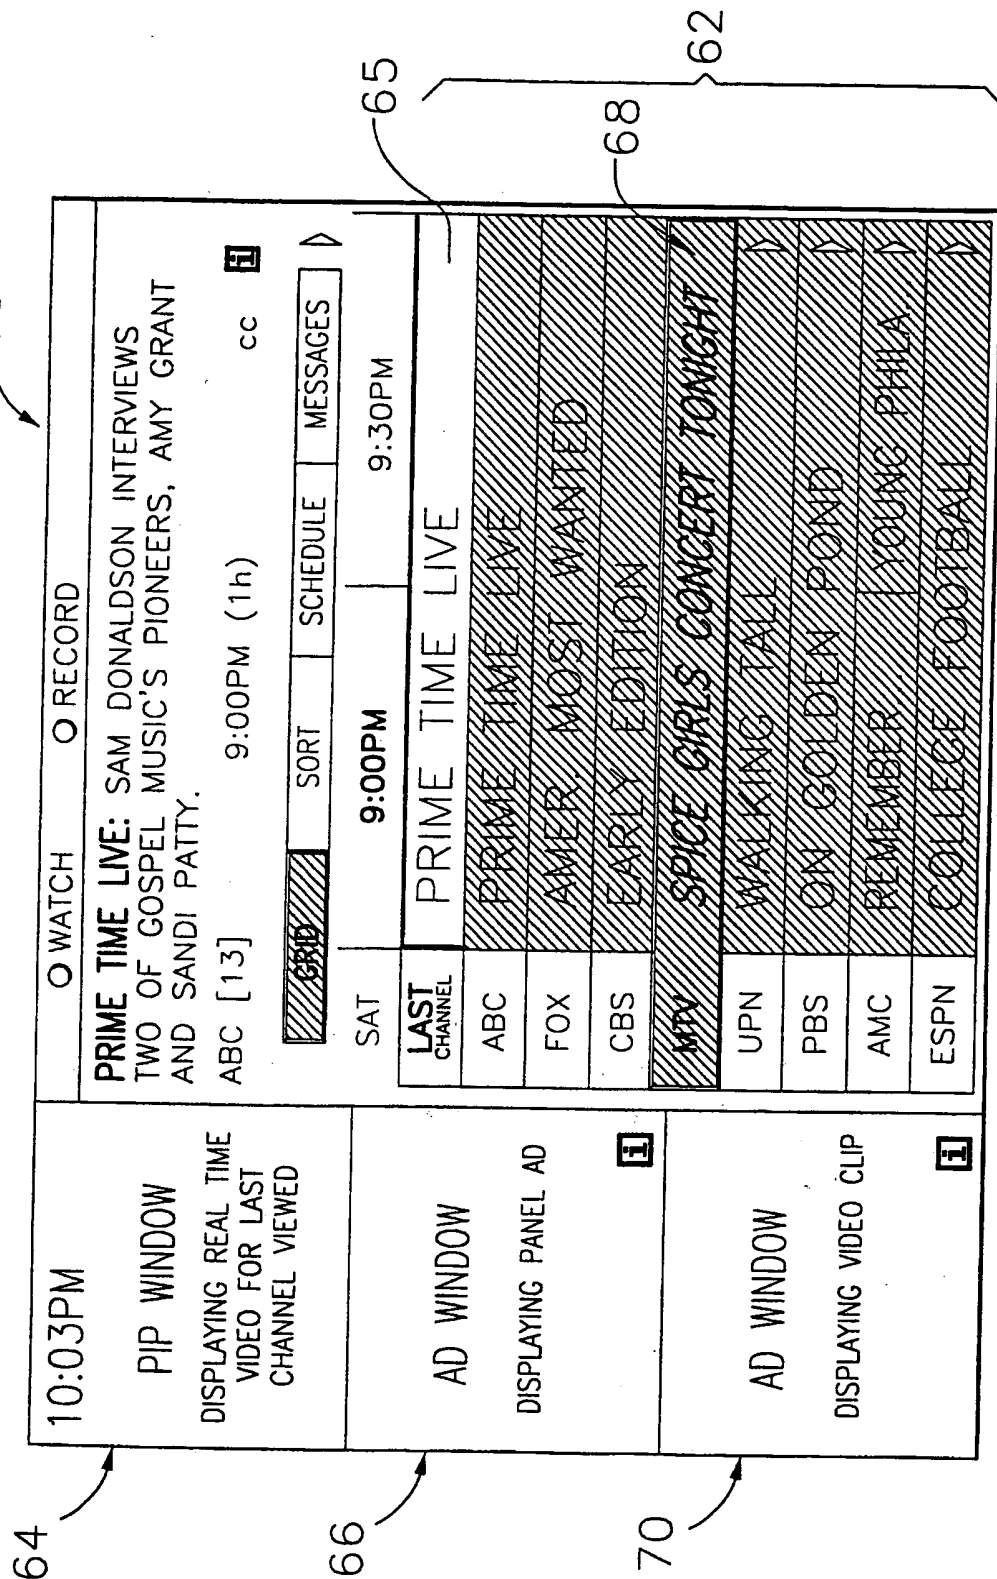 64
10:03PM
PIP WINDOW
DISPLAYING REAL TIME
VIDEO FOR LAST
CHANNEL VIEWED
66
AD WINDOW
DISPLAYING PANEL AD
i
70
AD WINDOW
DISPLAYING VIDEO CLIP
i
WATCH RECORD
PRIME TIME LIVE: SAM DONALDSON INTERVIEWS
TWO OF GOSPEL MUSIC'S PIONEERS, AMY GRANT
AND SANDI PATTY.
ABC [13] 9:00PM (1h) cc i
GRID SORT SCHEDULE MESSAGES
SAT 9:00PM 9:30PM
LAST
CHANNEL
PRIME TIME LIVE
ABC PRIME TIME LIVE
FOX AMER. MOST WANTED
CBS EARLY EDITION
MTV SPICE GIRLS CONCERT TONIGHT !
UPN WALKING TALL
PBS ON GOLDEN POND
AMC REMEMBER... YOUNG PHILA.
ESPN COLLEGE FOOTBALL
65
68
62